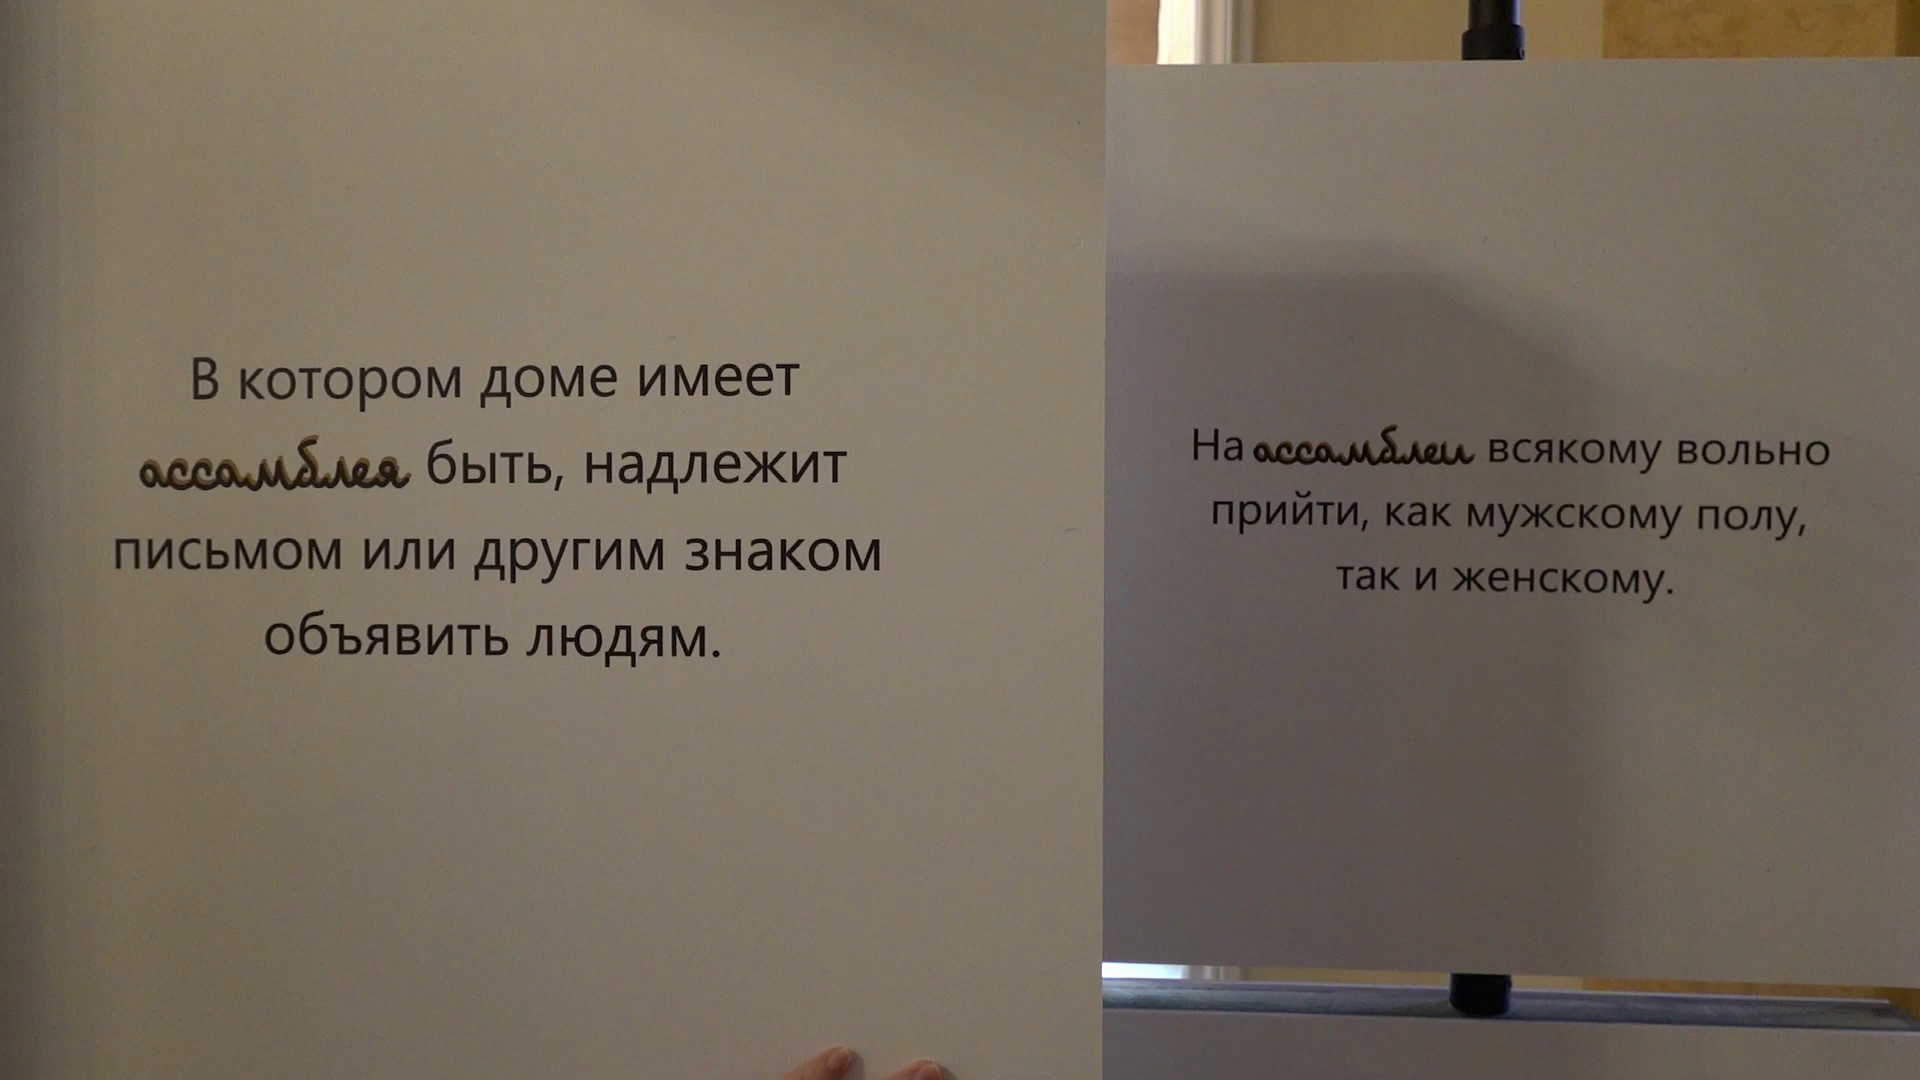 В котором доме имеет
ассамблея быть, надлежит
письмом или другим знаком
объявить людям.
На ассамблеи всякому вольно
прийти, как мужскому полу,
так и женскому.